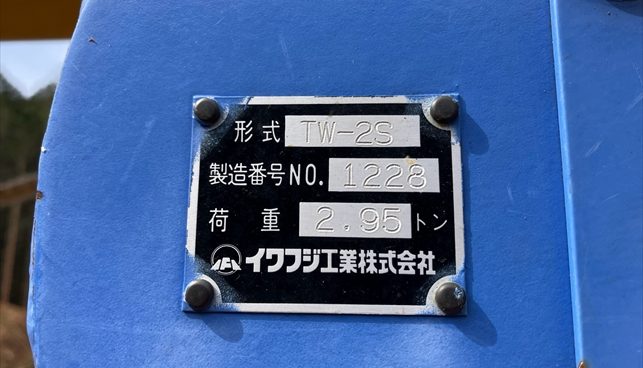 形式 TW-2S
製造番号NO. 1228
荷重 2.95トン
イワフジ工業株式会社